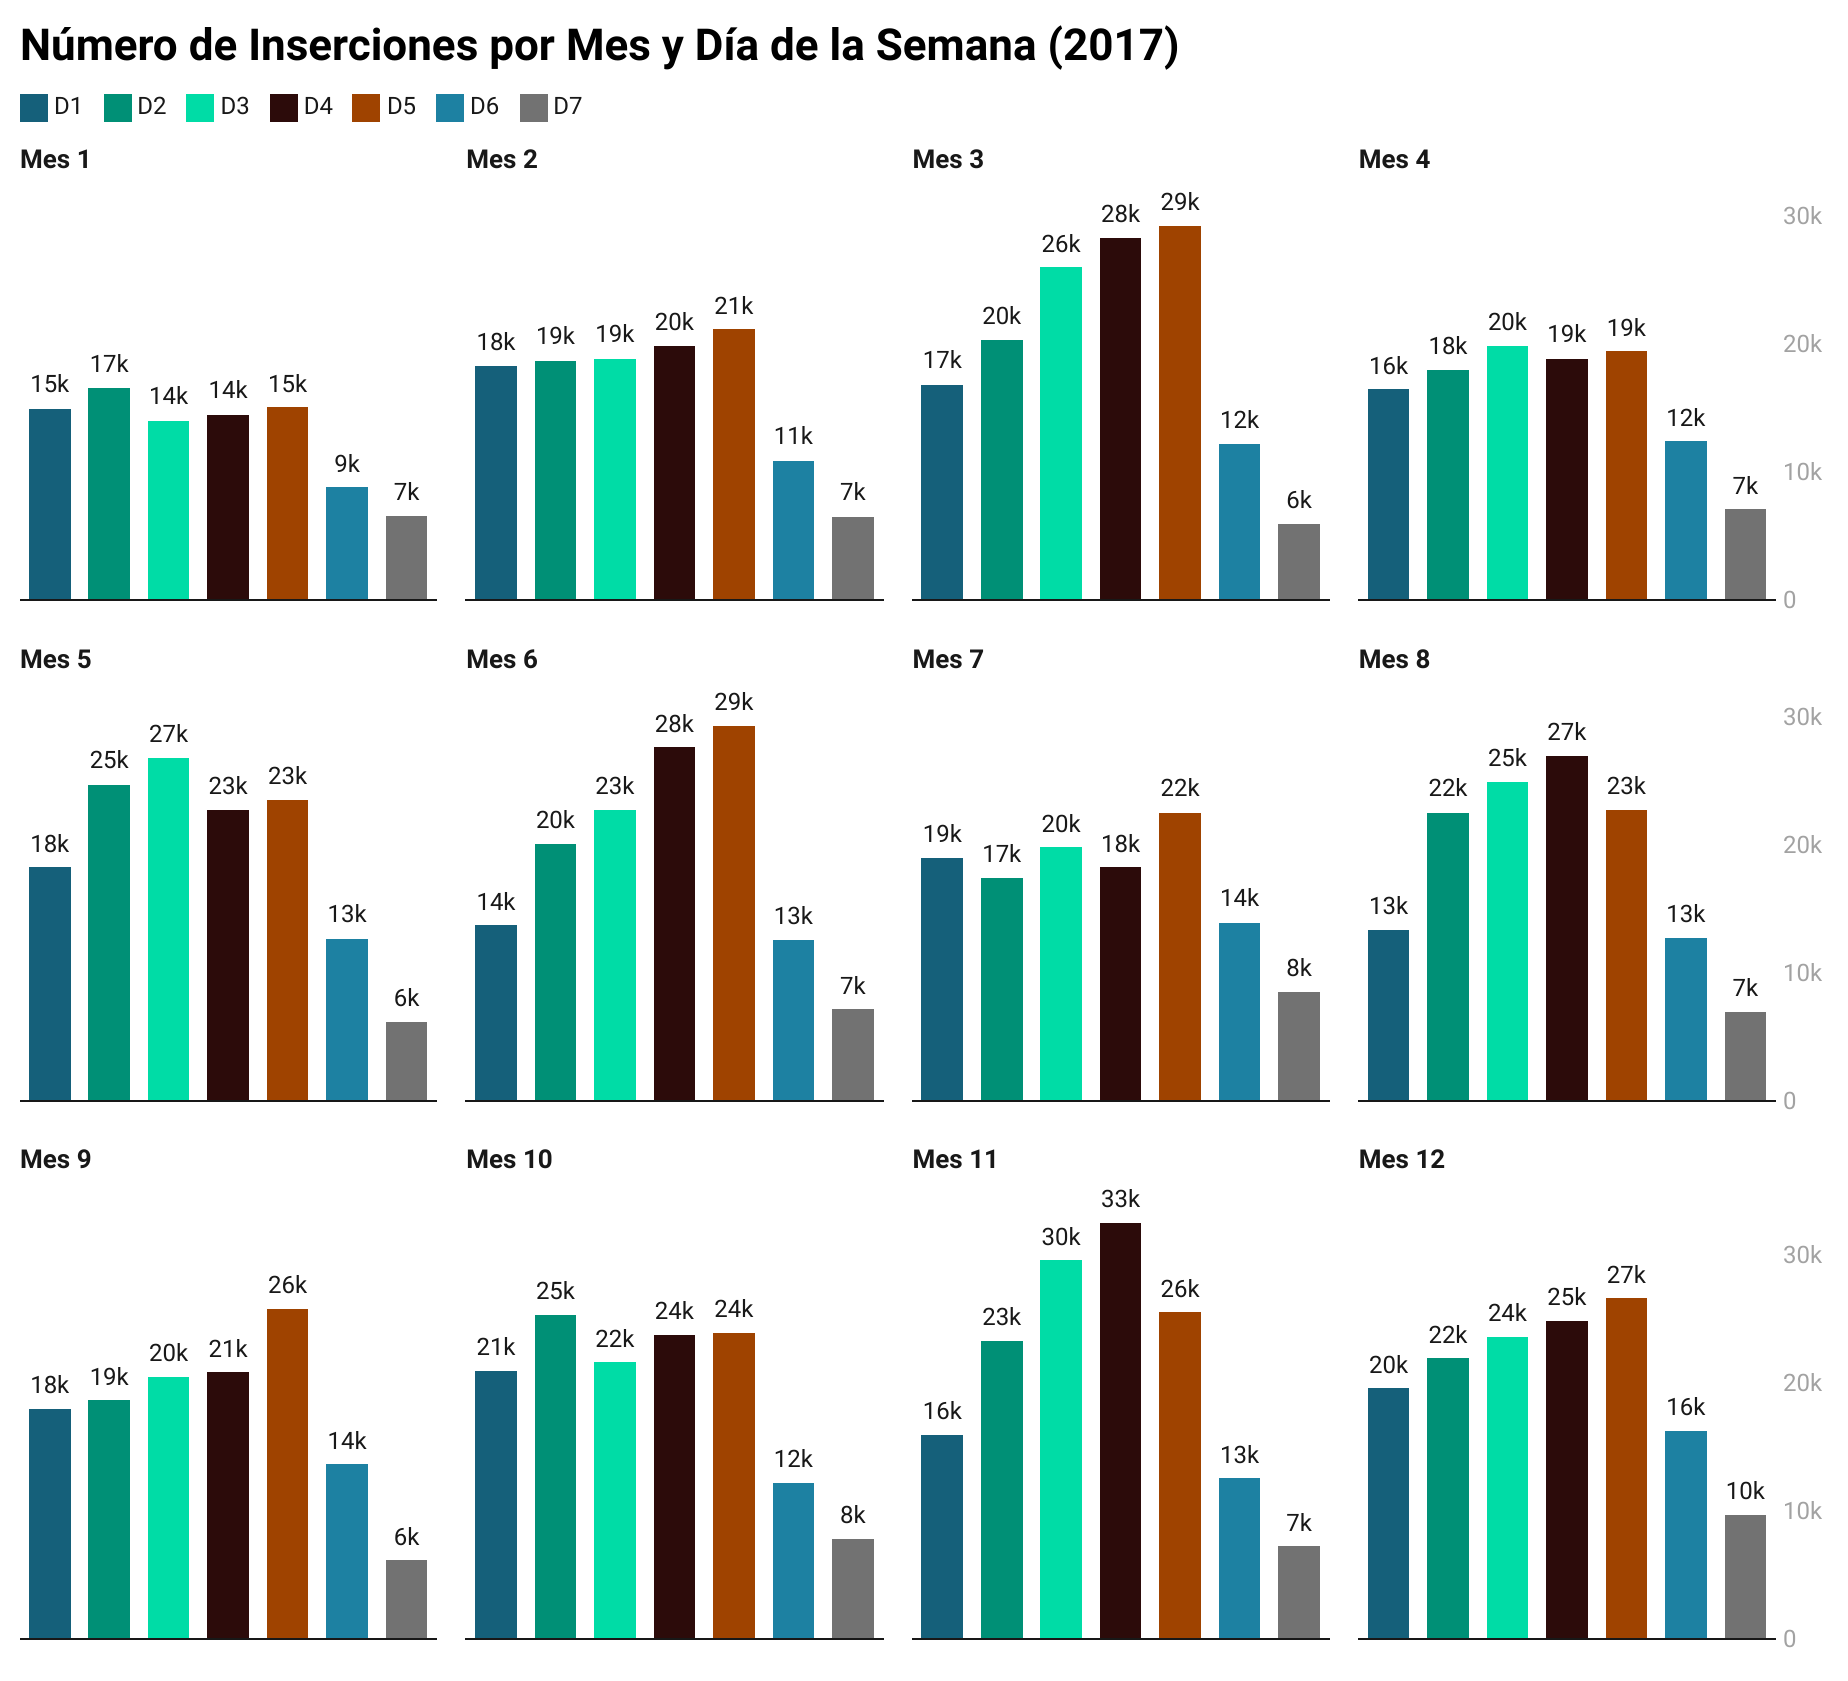 Número de Inserciones por Mes y Día de la Semana (2017)
D1 D2 D3 D4 D5 D6 D7
Mes 1
15k 17k 14k 14k 15k 9k 7k
Mes 2
18k 19k 19k 20k 21k 11k 7k
Mes 3
17k 20k 26k 28k 29k 12k 6k
Mes 4
16k 18k 20k 19k 19k 12k 7k
30k
20k
10k
0
Mes 5
18k 25k 27k 23k 23k 13k 6k
Mes 6
14k 20k 23k 28k 29k 13k 7k
Mes 7
19k 17k 20k 18k 22k 14k 8k
Mes 8
13k 22k 25k 27k 23k 13k 7k
30k
20k
10k
0
Mes 9
18k 19k 20k 21k 26k 14k 6k
Mes 10
21k 25k 22k 24k 24k 12k 8k
Mes 11
16k 23k 30k 33k 26k 13k 7k
Mes 12
20k 22k 24k 25k 27k 16k 10k
30k
20k
10k
0